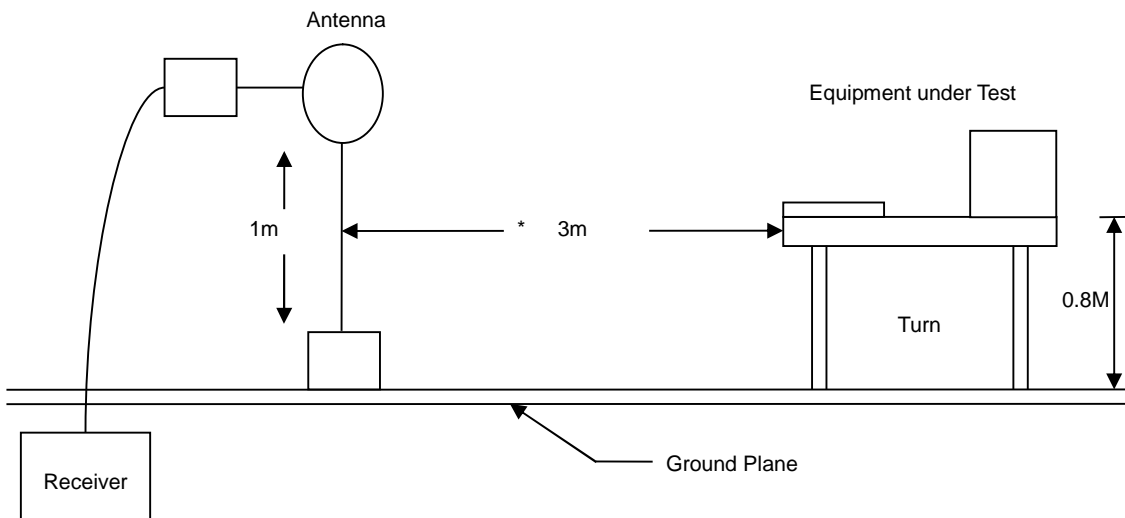 Antenna
Equipment under Test
1m
* 3m
0.8M
Turn
Ground Plane
Receiver